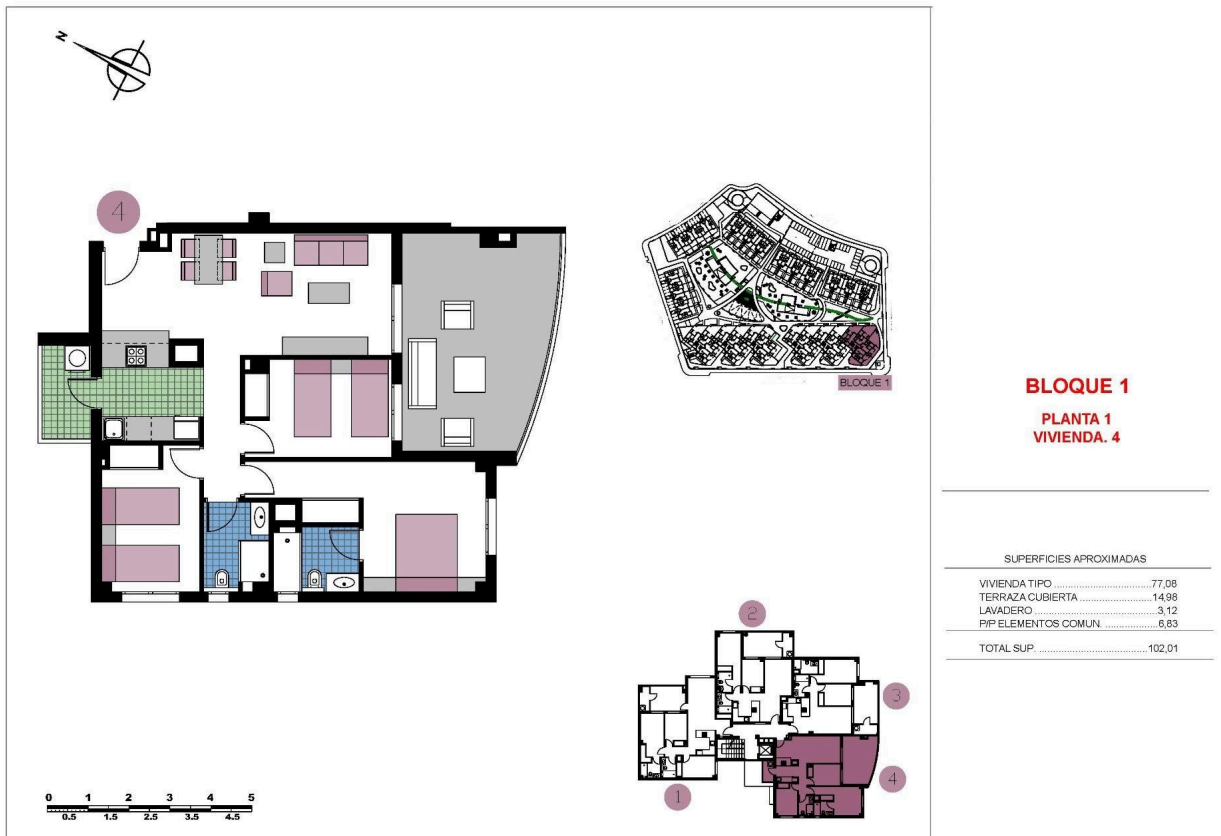 N
4
BLOQUE 1
BLOQUE 1
PLANTA 1
VIVIENDA. 4
SUPERFICIES APROXIMADAS
VIVIENDA TIPO ................................77,08
TERRAZA CUBIERTA .......................14,98
LAVADERO .....................................3,12
P/P ELEMENTOS COMUN. .................6,83
TOTAL SUP. ...................................102,01
2
3
4
1
0 1 2 3 4 5
0.5 1.5 2.5 3.5 4.5